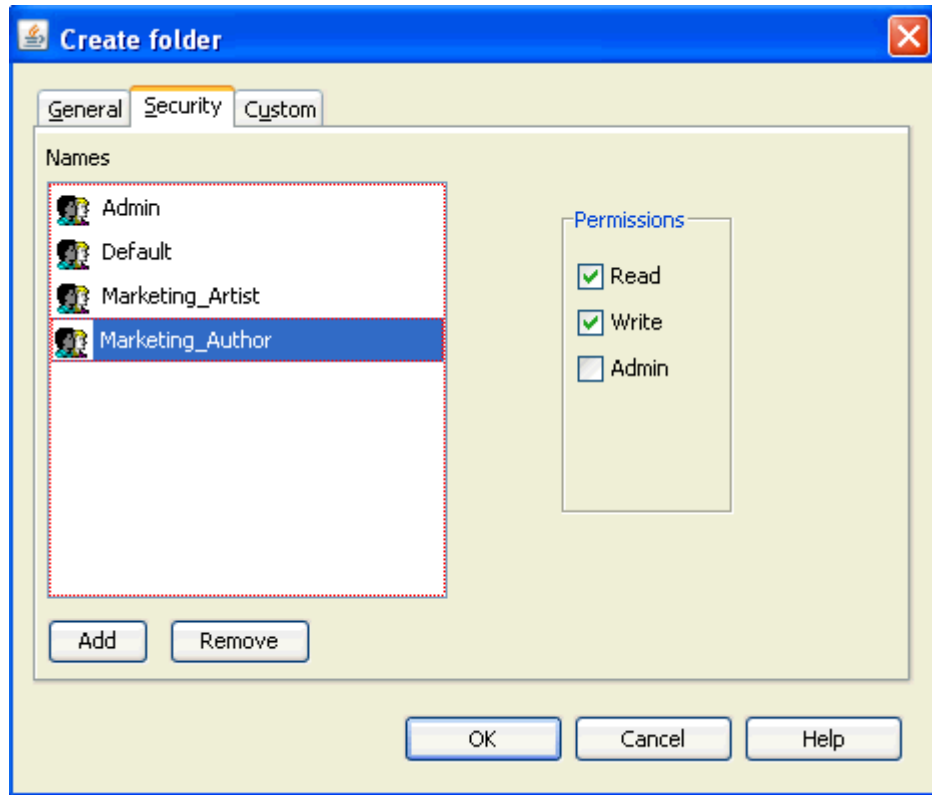 Create folder
General Security Custom
Names
Admin
Default
Marketing_Artist
Marketing_Author
Permissions
Read
Write
Admin
Add Remove
OK Cancel Help